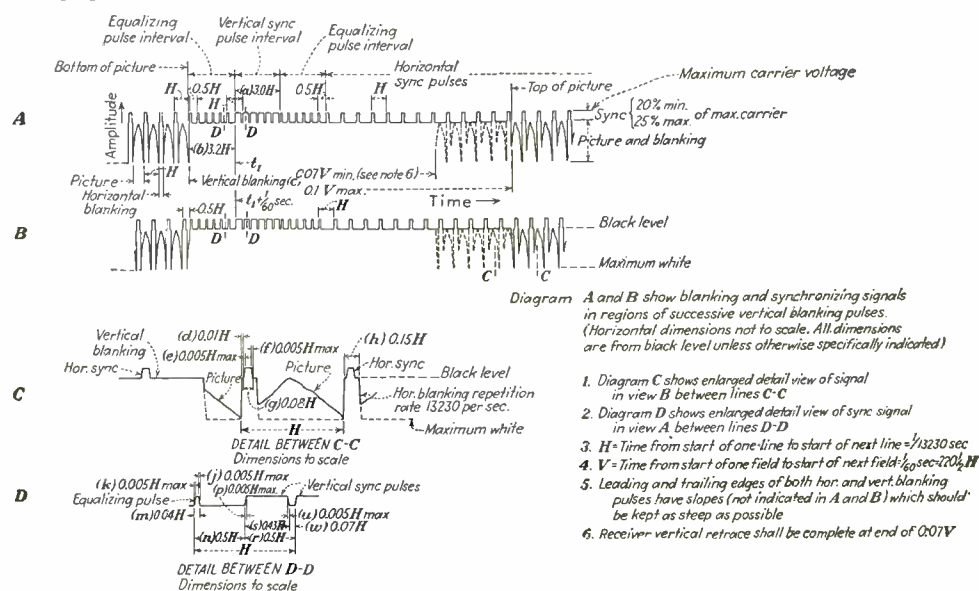 Equalizing
pulse interval
Vertical sync
pulse interval
Equalizing
pulse interval
Bottom of picture
Horizontal
sync pulses
Top of picture
Maximum carrier voltage
H
0.5H
H
(a)3.0H
0.5H
H
A
Amplitude
Sync { 20% min. 25% max. of max. carrier
Picture and blanking
D
D
(b)3.2H
t₁
H
Picture
Vertical blanking (c,
0.07V min. (see note 6)
0.1 V max.
Horizontal
blanking
Time →
0.5H
t₁+1/60 sec.
H
B
D
D
Black level
C
C
Maximum white
Diagram A and B show blanking and synchronizing signals
in regions of successive vertical blanking pulses.
(Horizontal dimensions not to scale. All dimensions
are from black level unless otherwise specifically indicated)
C
Vertical
blanking
Hor. sync
(d)0.01H
(e)0.005H max
(f)0.005H max
(h) 0.15H
Hor. sync
Picture
Picture
Black level
(g)0.08H
Hor. blanking repetition
rate 13230 per sec.
H
Maximum white
DETAIL BETWEEN C-C
Dimensions to scale
1. Diagram C shows enlarged detail view of signal
in view B between lines C-C
2. Diagram D shows enlarged detail view of sync signal
in view A between lines D-D
3. H=Time from start of one line to start of next line=1/13230 sec
4. V=Time from start of one field to start of next field=1/60 sec=220½H
5. Leading and trailing edges of both hor. and vert. blanking
pulses have slopes (not indicated in A and B) which should
be kept as steep as possible
6. Receiver vertical retrace shall be complete at end of 0.07V
D
(j) 0.005H max
(k) 0.005H max
(p) 0.005H max.
Equalizing pulse
Vertical sync pulses
(m)0.04H
(u)0.005H max
(s)0.43H
(w) 0.07H
(n)0.5H
(r)0.5H
H
DETAIL BETWEEN D-D
Dimensions to scale